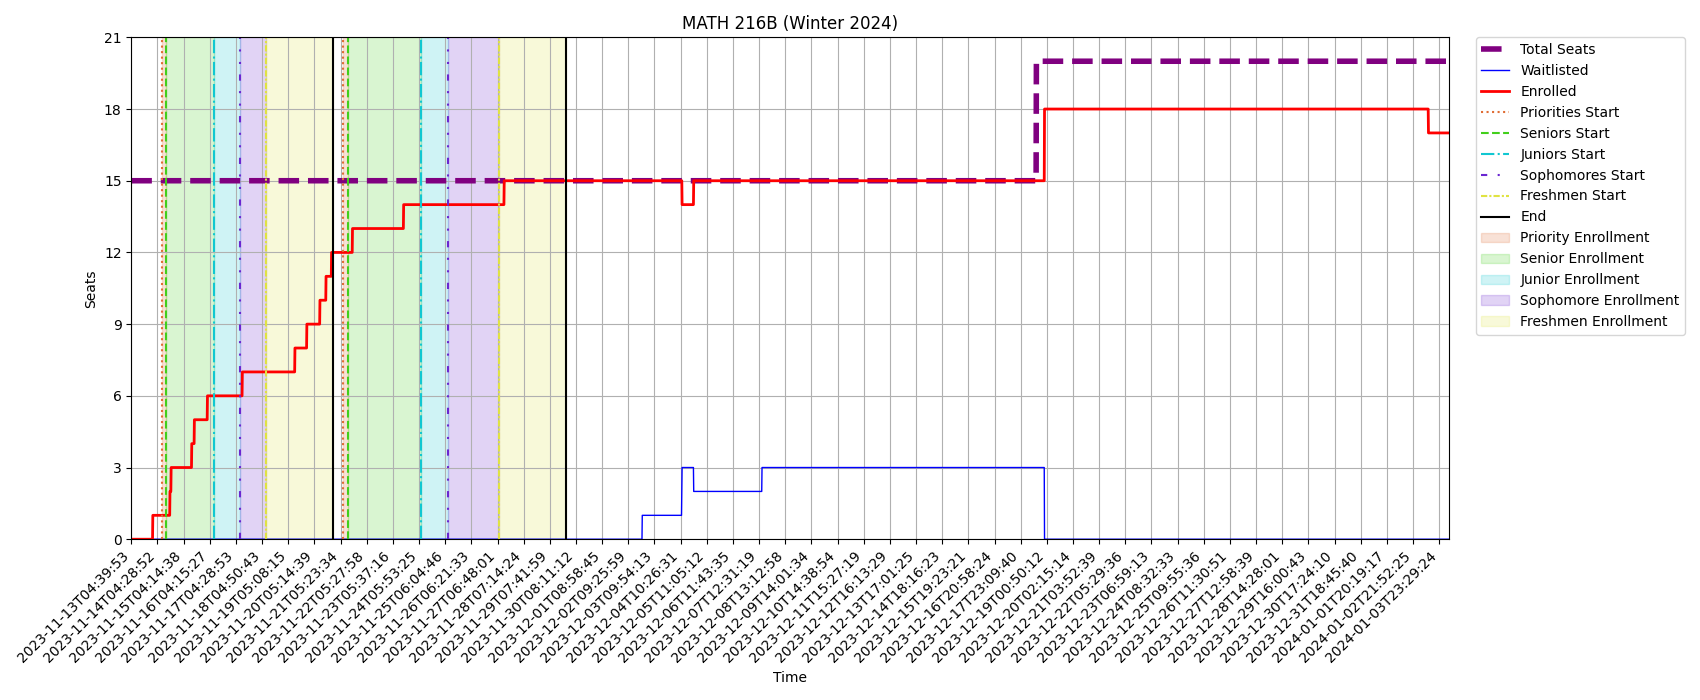 MATH 216B (Winter 2024)
Seats
21
18
15
12
9
6
3
0
2023-11-13T04:39:53
2023-11-14T04:28:52
2023-11-15T04:14:38
2023-11-16T04:15:27
2023-11-17T04:28:53
2023-11-18T04:50:43
2023-11-19T05:08:15
2023-11-20T05:14:39
2023-11-21T05:23:34
2023-11-22T05:27:58
2023-11-23T05:37:16
2023-11-24T05:53:25
2023-11-25T06:04:46
2023-11-26T06:21:33
2023-11-27T06:48:01
2023-11-28T07:14:24
2023-11-29T07:41:59
2023-11-30T08:11:12
2023-12-01T08:58:45
2023-12-02T09:25:59
2023-12-03T09:54:13
2023-12-04T10:26:31
2023-12-05T11:05:12
2023-12-06T11:43:35
2023-12-07T12:31:19
2023-12-08T13:12:58
2023-12-09T14:01:34
2023-12-10T14:38:54
2023-12-11T15:27:19
2023-12-12T16:13:29
2023-12-13T17:01:25
2023-12-14T18:16:23
2023-12-15T19:23:21
2023-12-16T20:58:24
2023-12-17T23:09:40
2023-12-19T00:50:12
2023-12-20T02:15:14
2023-12-21T03:52:39
2023-12-22T05:29:36
2023-12-23T06:59:13
2023-12-24T08:32:33
2023-12-25T09:55:36
2023-12-26T11:30:51
2023-12-27T12:58:39
2023-12-28T14:28:01
2023-12-29T16:00:43
2023-12-30T17:24:10
2023-12-31T18:45:40
2024-01-01T20:19:17
2024-01-02T21:52:25
2024-01-03T23:29:24
Time
Total Seats
Waitlisted
Enrolled
Priorities Start
Seniors Start
Juniors Start
Sophomores Start
Freshmen Start
End
Priority Enrollment
Senior Enrollment
Junior Enrollment
Sophomore Enrollment
Freshmen Enrollment